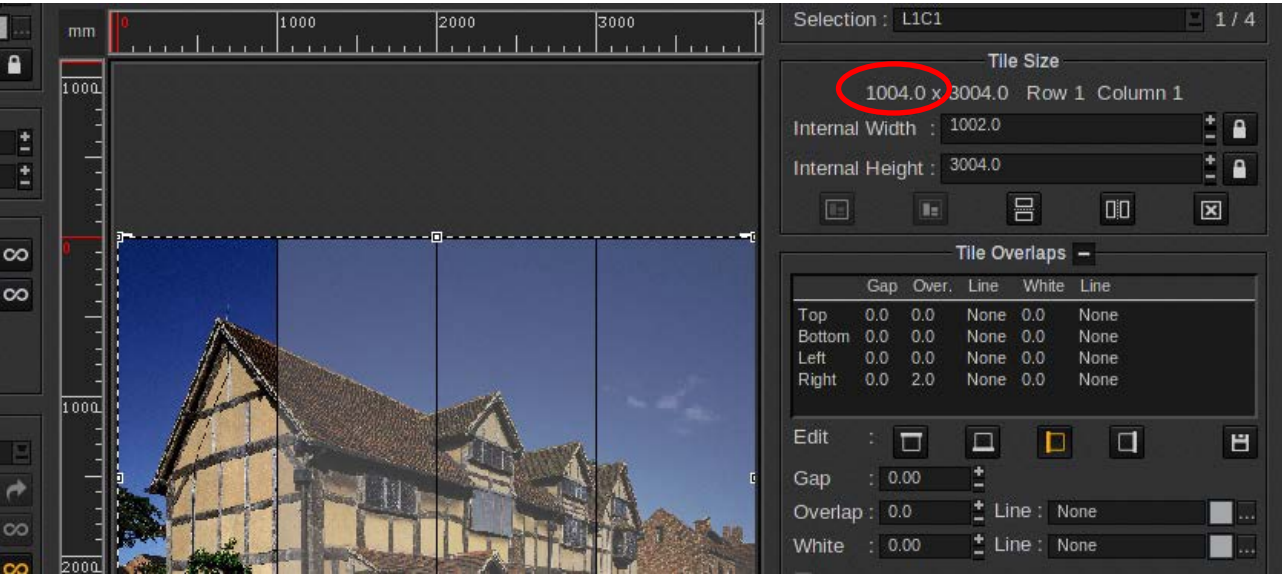 mm
0
1000
2000
3000
1000
0
1000
2000
Selection : L1C1 1 / 4
Tile Size
1004.0 x 3004.0 Row 1 Column 1
Internal Width : 1002.0
Internal Height : 3004.0
Tile Overlaps
Gap Over. Line White Line
Top 0.0 0.0 None 0.0 None
Bottom 0.0 0.0 None 0.0 None
Left 0.0 0.0 None 0.0 None
Right 0.0 2.0 None 0.0 None
Edit :
Gap : 0.00
Overlap : 0.0 Line : None ...
White : 0.00 Line : None ...